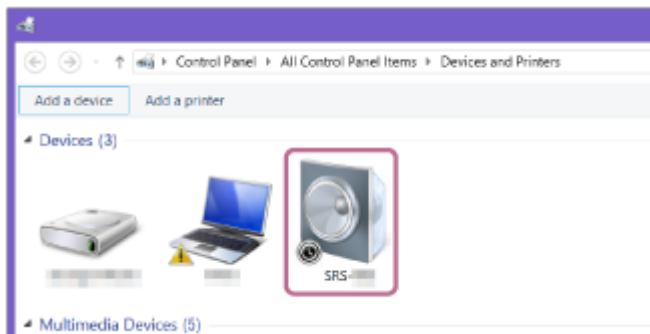 Control Panel All Control Panel Items Devices and Printers
Add a device Add a printer
Devices (3)
SRS-
Multimedia Devices (5)